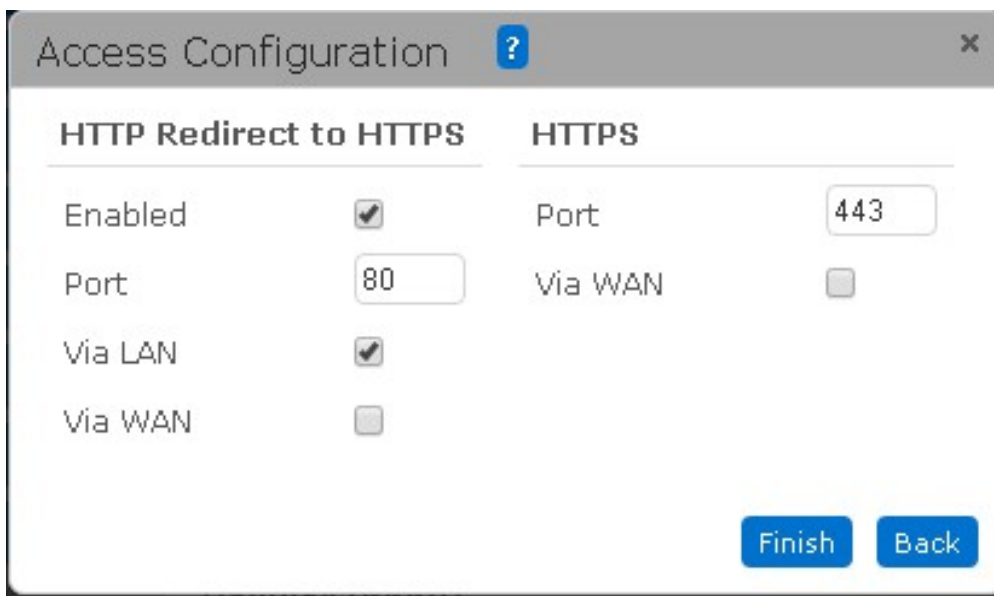 Access Configuration ?
×
HTTP Redirect to HTTPS
Enabled
Port 80
Via LAN
Via WAN
HTTPS
Port 443
Via WAN
Finish Back